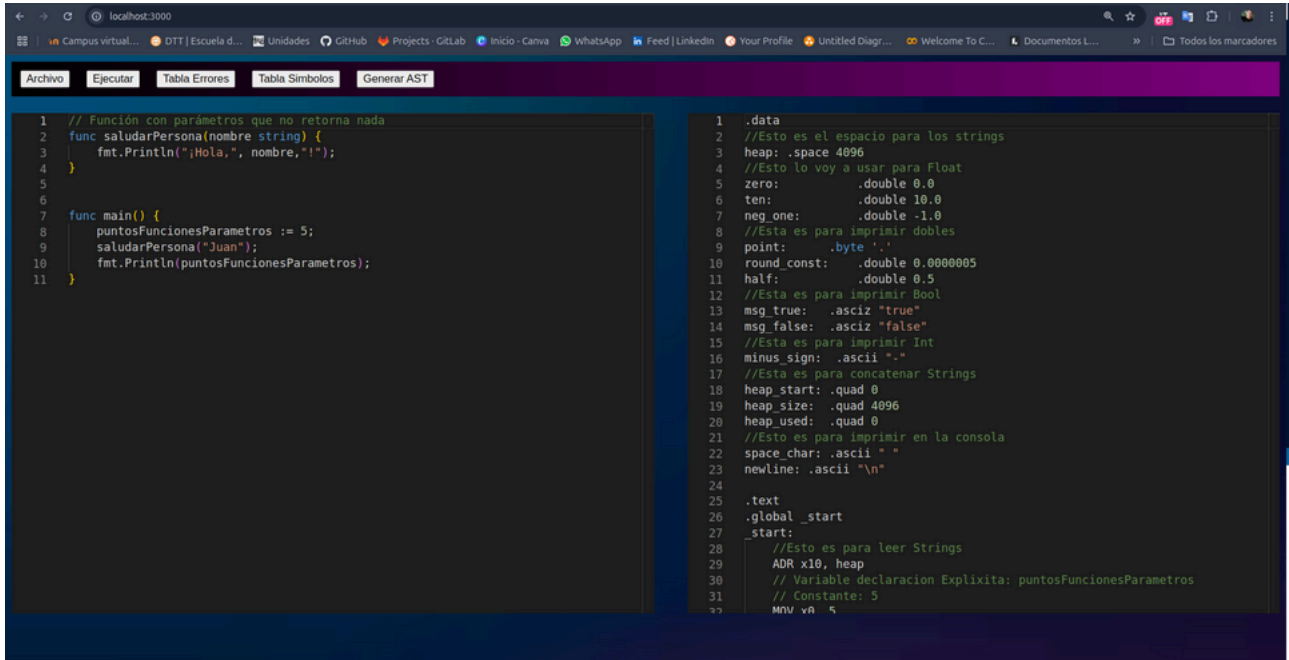 localhost:3000
OFF
Campus virtual...
DTT | Escuela d...
Unidades
GitHub
Projects · GitLab
Inicio - Canva
WhatsApp
Feed | LinkedIn
Your Profile
Untitled Diagr...
Welcome To C...
Documentos L...
»
Todos los marcadores
Archivo
Ejecutar
Tabla Errores
Tabla Simbolos
Generar AST
1 // Función con parámetros que no retorna nada
2 func saludarPersona(nombre string) {
3 fmt.Println("¡Hola,", nombre,"!");
4 }
5
6
7 func main() {
8 puntosFuncionesParametros := 5;
9 saludarPersona("Juan");
10 fmt.Println(puntosFuncionesParametros);
11 }
1 .data
2 //Esto es el espacio para los strings
3 heap: .space 4096
4 //Esto lo voy a usar para Float
5 zero: .double 0.0
6 ten: .double 10.0
7 neg_one: .double -1.0
8 //Esta es para imprimir dobles
9 point: .byte '.'
10 round_const: .double 0.0000005
11 half: .double 0.5
12 //Esta es para imprimir Bool
13 msg_true: .asciz "true"
14 msg_false: .asciz "false"
15 //Esta es para imprimir Int
16 minus_sign: .ascii "-"
17 //Esta es para concatenar Strings
18 heap_start: .quad 0
19 heap_size: .quad 4096
20 heap_used: .quad 0
21 //Esto es para imprimir en la consola
22 space_char: .ascii " "
23 newline: .ascii "\n"
24
25 .text
26 .global _start
27 _start:
28 //Esto es para leer Strings
29 ADR x10, heap
30 // Variable declaracion Explixita: puntosFuncionesParametros
31 // Constante: 5
32 MOV x0, 5